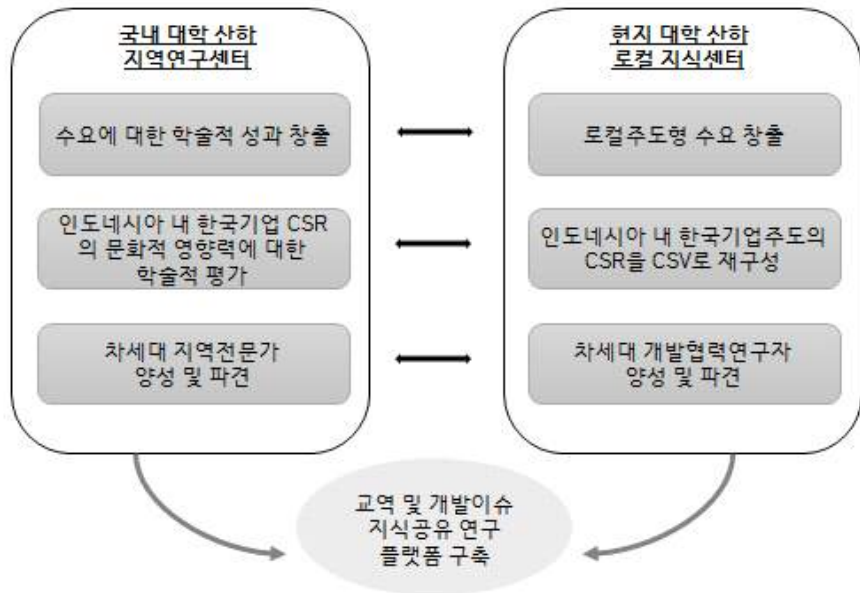 국내 대학 산하
지역연구센터
수요에 대한 학술적 성과 창출
인도네시아 내 한국기업 CSR
의 문화적 영향력에 대한
학술적 평가
차세대 지역전문가
양성 및 파견
현지 대학 산하
로컬 지식센터
로컬주도형 수요 창출
인도네시아 내 한국기업주도의
CSR을 CSV로 재구성
차세대 개발협력연구자
양성 및 파견
교역 및 개발이슈
지식공유 연구
플랫폼 구축